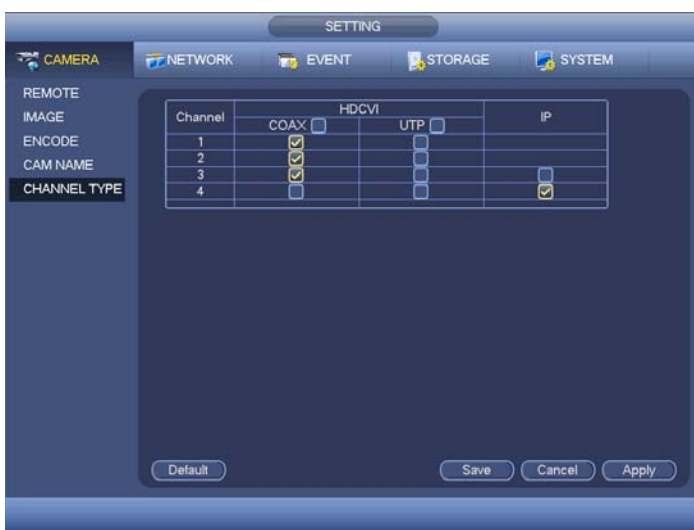 SETTING
CAMERA NETWORK EVENT STORAGE SYSTEM
REMOTE
IMAGE
ENCODE
CAM NAME
CHANNEL TYPE
Channel HDCVI IP
COAX UTP
1
2
3
4
Default Save Cancel Apply